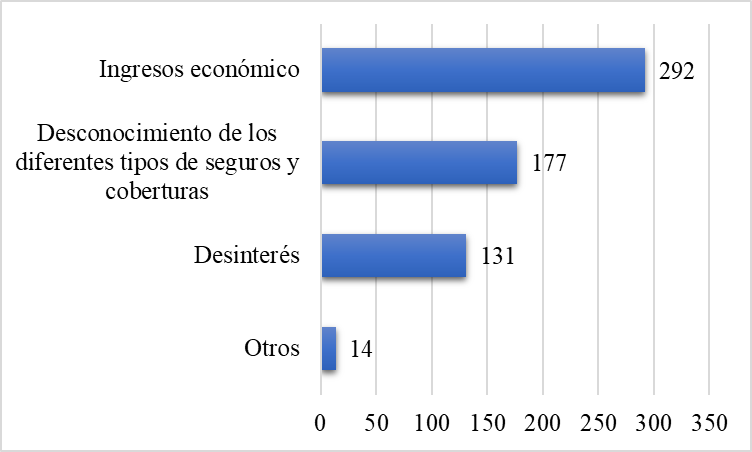 Ingresos económico
292
Desconocimiento de los
diferentes tipos de seguros y
coberturas
177
Desinterés
131
Otros
14
0 50 100 150 200 250 300 350